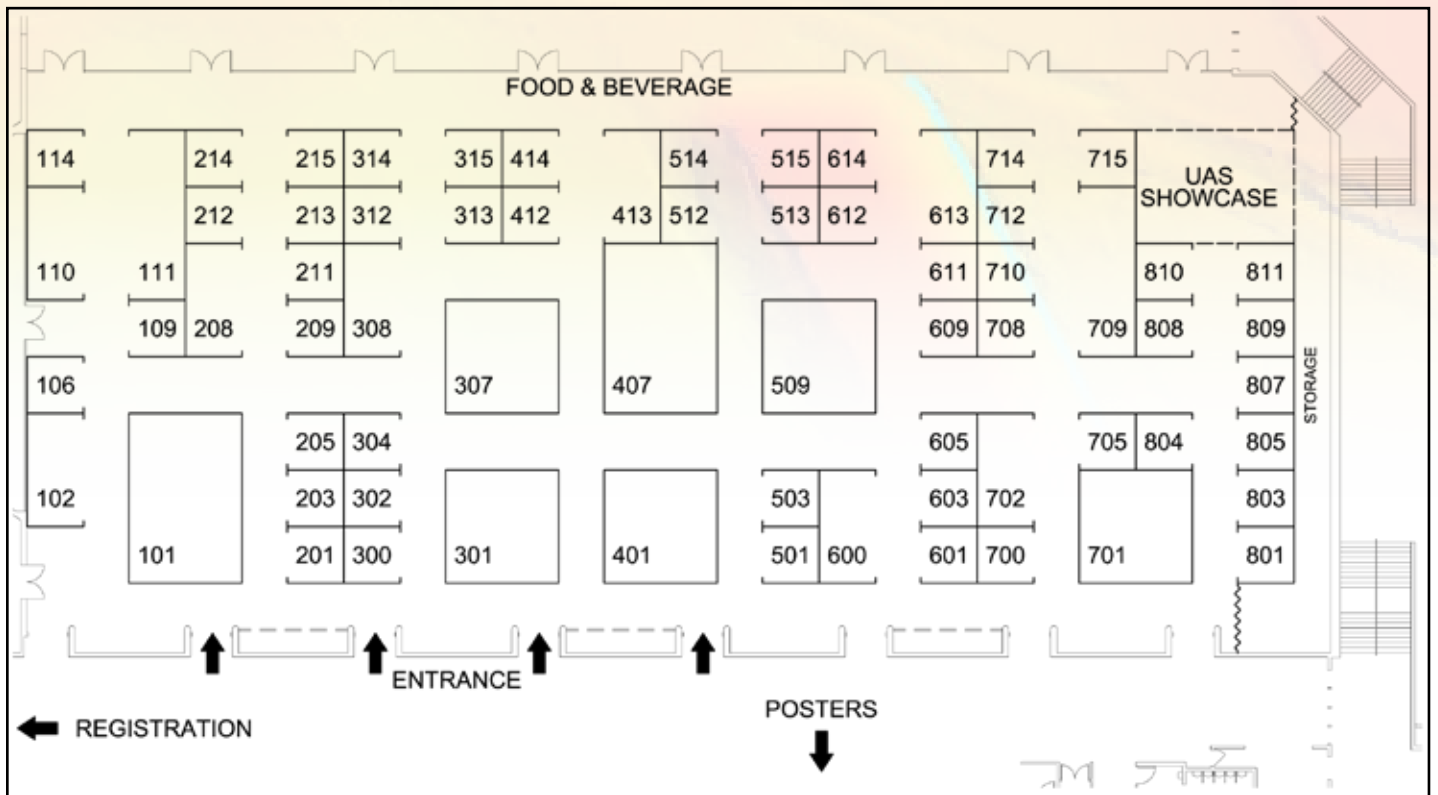 FOOD & BEVERAGE
114 214 215 314 315 414 514 515 614 714 715
UAS
SHOWCASE
212 213 312 313 412 413 512 513 612 613 712
110 111 211 611 710 810 811
109 208 209 308 609 708 709 808 809
106 307 407 509 807
STORAGE
205 304 605 705 804 805
102 203 302 503 603 702 803
101 201 300 301 401 501 600 601 700 701 801
ENTRANCE
POSTERS
REGISTRATION